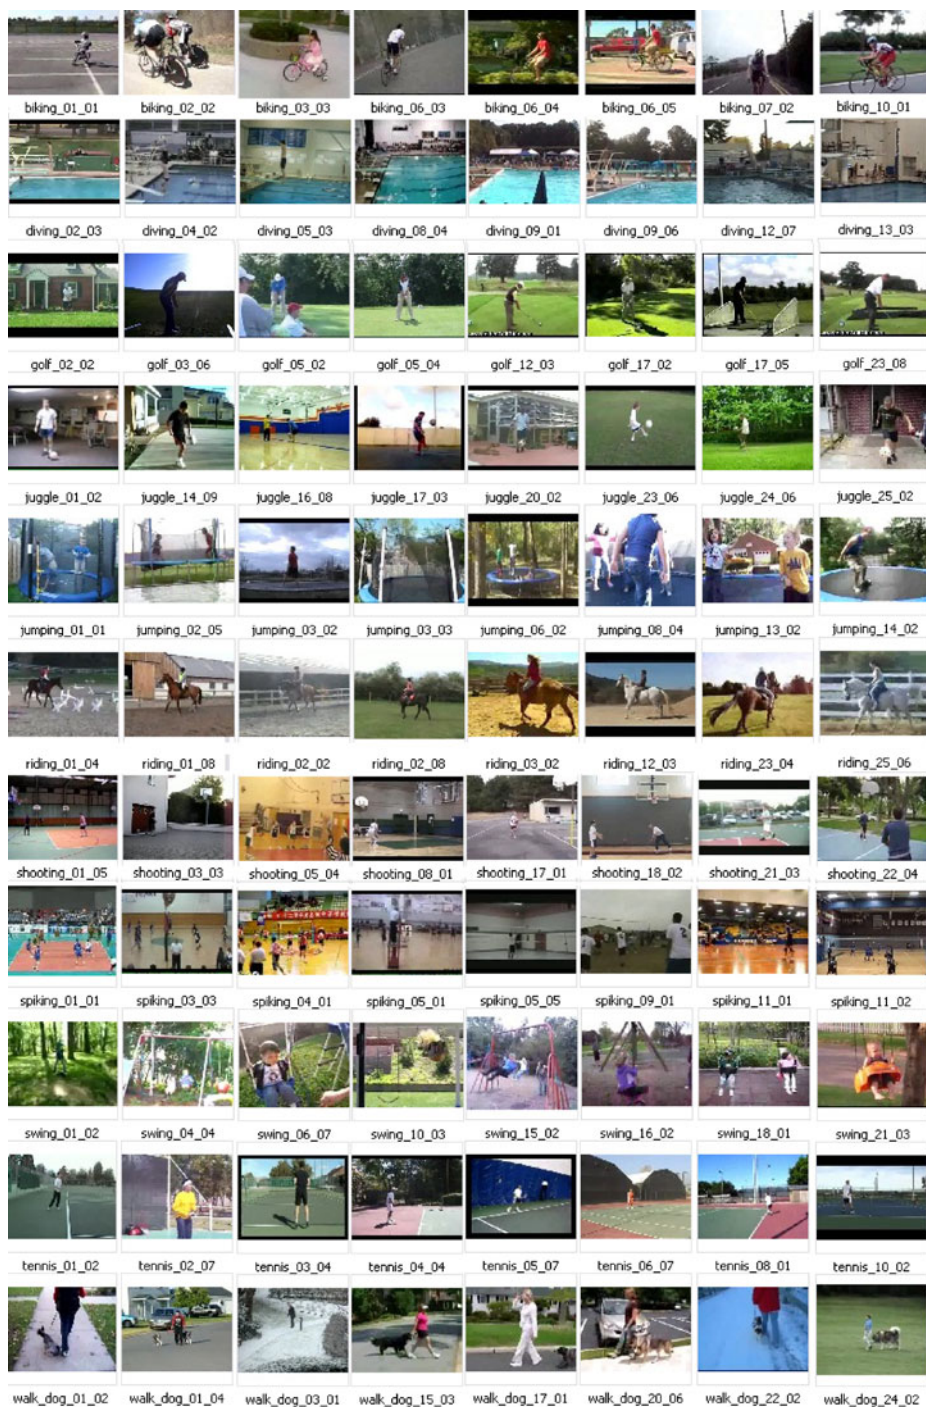 biking_01_01 biking_02_02 biking_03_03 biking_06_03 biking_06_04 biking_06_05 biking_07_02 biking_10_01
diving_02_03 diving_04_02 diving_05_03 diving_08_04 diving_09_01 diving_09_06 diving_12_07 diving_13_03
golf_02_02 golf_03_06 golf_05_02 golf_05_04 golf_12_03 golf_17_02 golf_17_05 golf_23_08
juggle_01_02 juggle_14_09 juggle_16_08 juggle_17_03 juggle_20_02 juggle_23_06 juggle_24_06 juggle_25_02
jumping_01_01 jumping_02_05 jumping_03_02 jumping_03_03 jumping_06_02 jumping_08_04 jumping_13_02 jumping_14_02
riding_01_04 riding_01_08 riding_02_02 riding_02_08 riding_03_02 riding_12_03 riding_23_04 riding_25_06
shooting_01_05 shooting_03_03 shooting_05_04 shooting_08_01 shooting_17_01 shooting_18_02 shooting_21_03 shooting_22_04
spiking_01_01 spiking_03_03 spiking_04_01 spiking_05_01 spiking_05_05 spiking_09_01 spiking_11_01 spiking_11_02
swing_01_02 swing_04_04 swing_06_07 swing_10_03 swing_15_02 swing_16_02 swing_18_01 swing_21_03
tennis_01_02 tennis_02_07 tennis_03_04 tennis_04_04 tennis_05_07 tennis_06_07 tennis_08_01 tennis_10_02
walk_dog_01_02 walk_dog_01_04 walk_dog_03_01 walk_dog_15_03 walk_dog_17_01 walk_dog_20_06 walk_dog_22_02 walk_dog_24_02